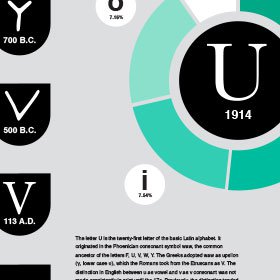 Y
700 B.C.
o
7.16%
U
1914
V
500 B.C.
i
7.54%
V
113 A.D.
The letter U is the twenty-first letter of the basic Latin alphabet. It
originated in the Phoenician consonant symbol waw, the common
ancestor of the letters F, U, V, W, Y. The Greeks adopted waw as upsilon
(y, lower case v), which the Romans took from the Etruscans as V. The
distinction in English between u as vowel and v as v consonant was not